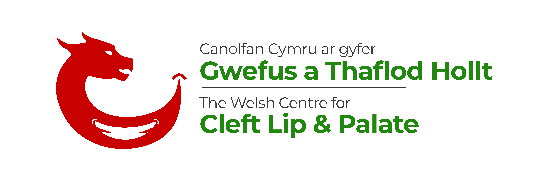 Canolfan Cymru ar gyfer
Gwefus a Thaflod Hollt
The Welsh Centre for
Cleft Lip & Palate